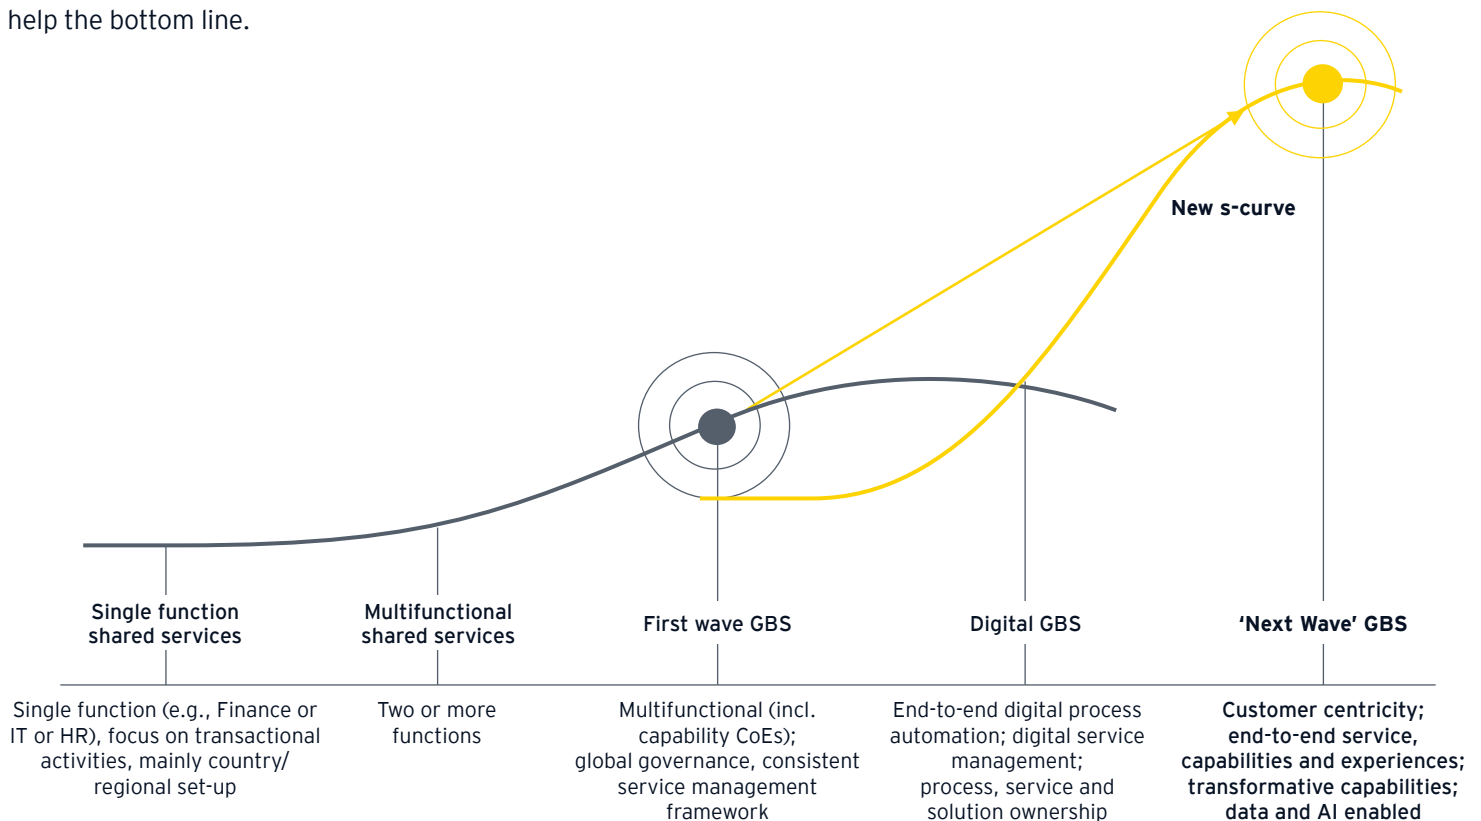 help the bottom line.
New s-curve
Single function
shared services
Multifunctional
shared services
First wave GBS
Digital GBS
‘Next Wave’ GBS
Single function (e.g., Finance or
IT or HR), focus on transactional
activities, mainly country/
regional set-up
Two or more
functions
Multifunctional (incl.
capability CoEs);
global governance, consistent
service management
framework
End-to-end digital process
automation; digital service
management;
process, service and
solution ownership
Customer centricity;
end-to-end service,
capabilities and experiences;
transformative capabilities;
data and AI enabled